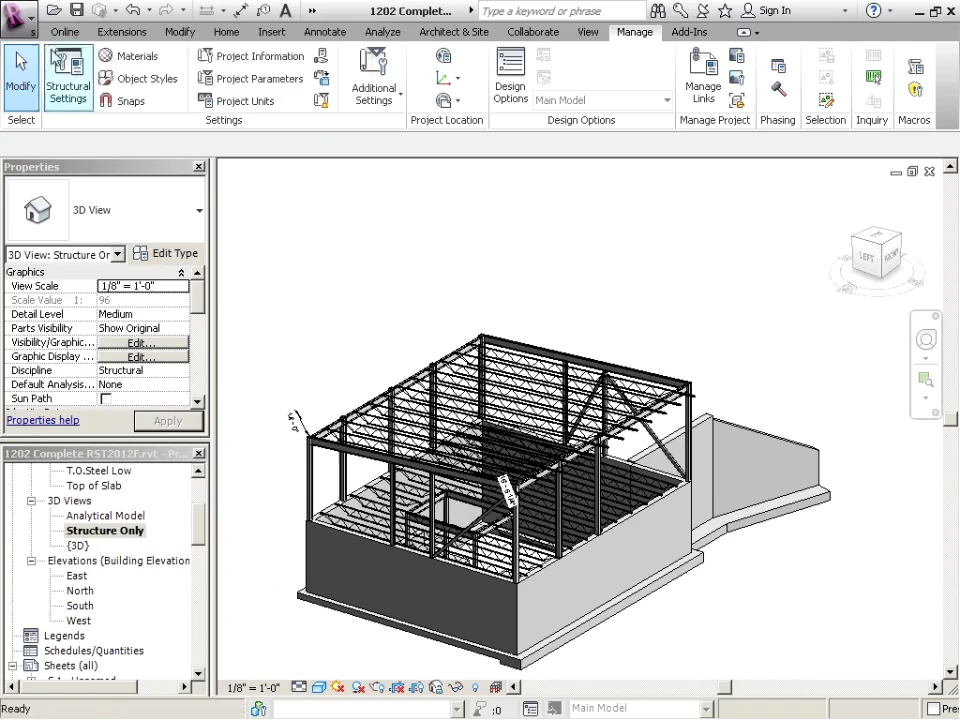 1202 Complet...
Type a keyword or phrase
Sign In
Online Extensions Modify Home Insert Annotate Analyze Architect & Site Collaborate View Manage Add-Ins
Modify
Structural Settings
Materials
Object Styles
Snaps
Project Information
Project Parameters
Project Units
Additional Settings
Design Options
Main Model
Manage Links
Select
Settings
Project Location
Design Options
Manage Project
Phasing
Selection
Inquiry
Macros
Properties
3D View
3D View: Structure Or
Edit Type
Graphics
View Scale 1/8" = 1'-0"
Scale Value 1: 96
Detail Level Medium
Parts Visibility Show Original
Visibility/Graphic... Edit...
Graphic Display ... Edit...
Discipline Structural
Default Analysis... None
Sun Path
Properties help
Apply
1202 Complete RST2012F.rvt - Pr...
T.O.Steel Low
Top of Slab
3D Views
Analytical Model
Structure Only
{3D}
Elevations (Building Elevation
East
North
South
West
Legends
Schedules/Quantities
Sheets (all)
LEFT
FRONT
1/8" = 1'-0"
Ready
:0
Main Model
Pre